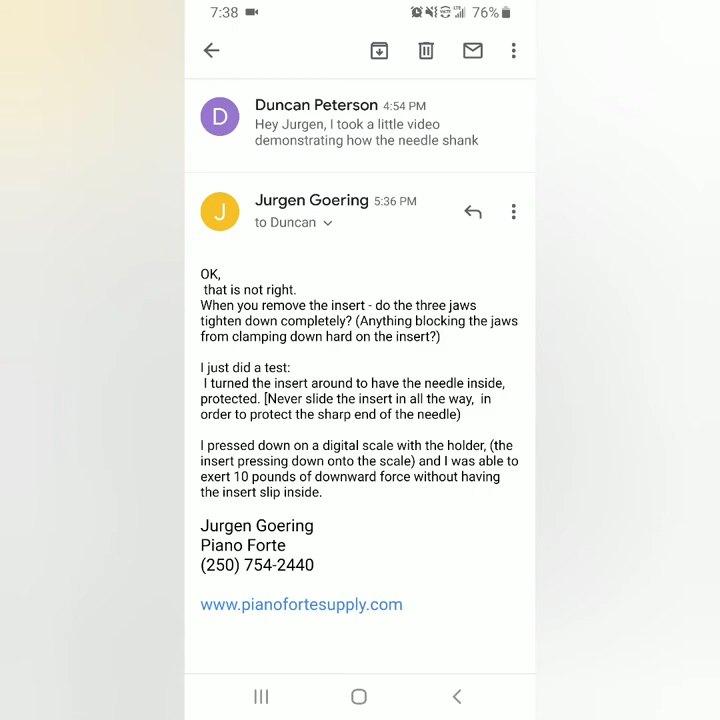 7:38
76%
Duncan Peterson 4:54 PM
D
Hey Jurgen, I took a little video
demonstrating how the needle shank
Jurgen Goering 5:36 PM
J
to Duncan
OK,
that is not right.
When you remove the insert - do the three jaws
tighten down completely? (Anything blocking the jaws
from clamping down hard on the insert?)
I just did a test:
I turned the insert around to have the needle inside,
protected. [Never slide the insert in all the way, in
order to protect the sharp end of the needle)
I pressed down on a digital scale with the holder, (the
insert pressing down onto the scale) and I was able to
exert 10 pounds of downward force without having
the insert slip inside.
Jurgen Goering
Piano Forte
(250) 754-2440
www.pianofortesupply.com